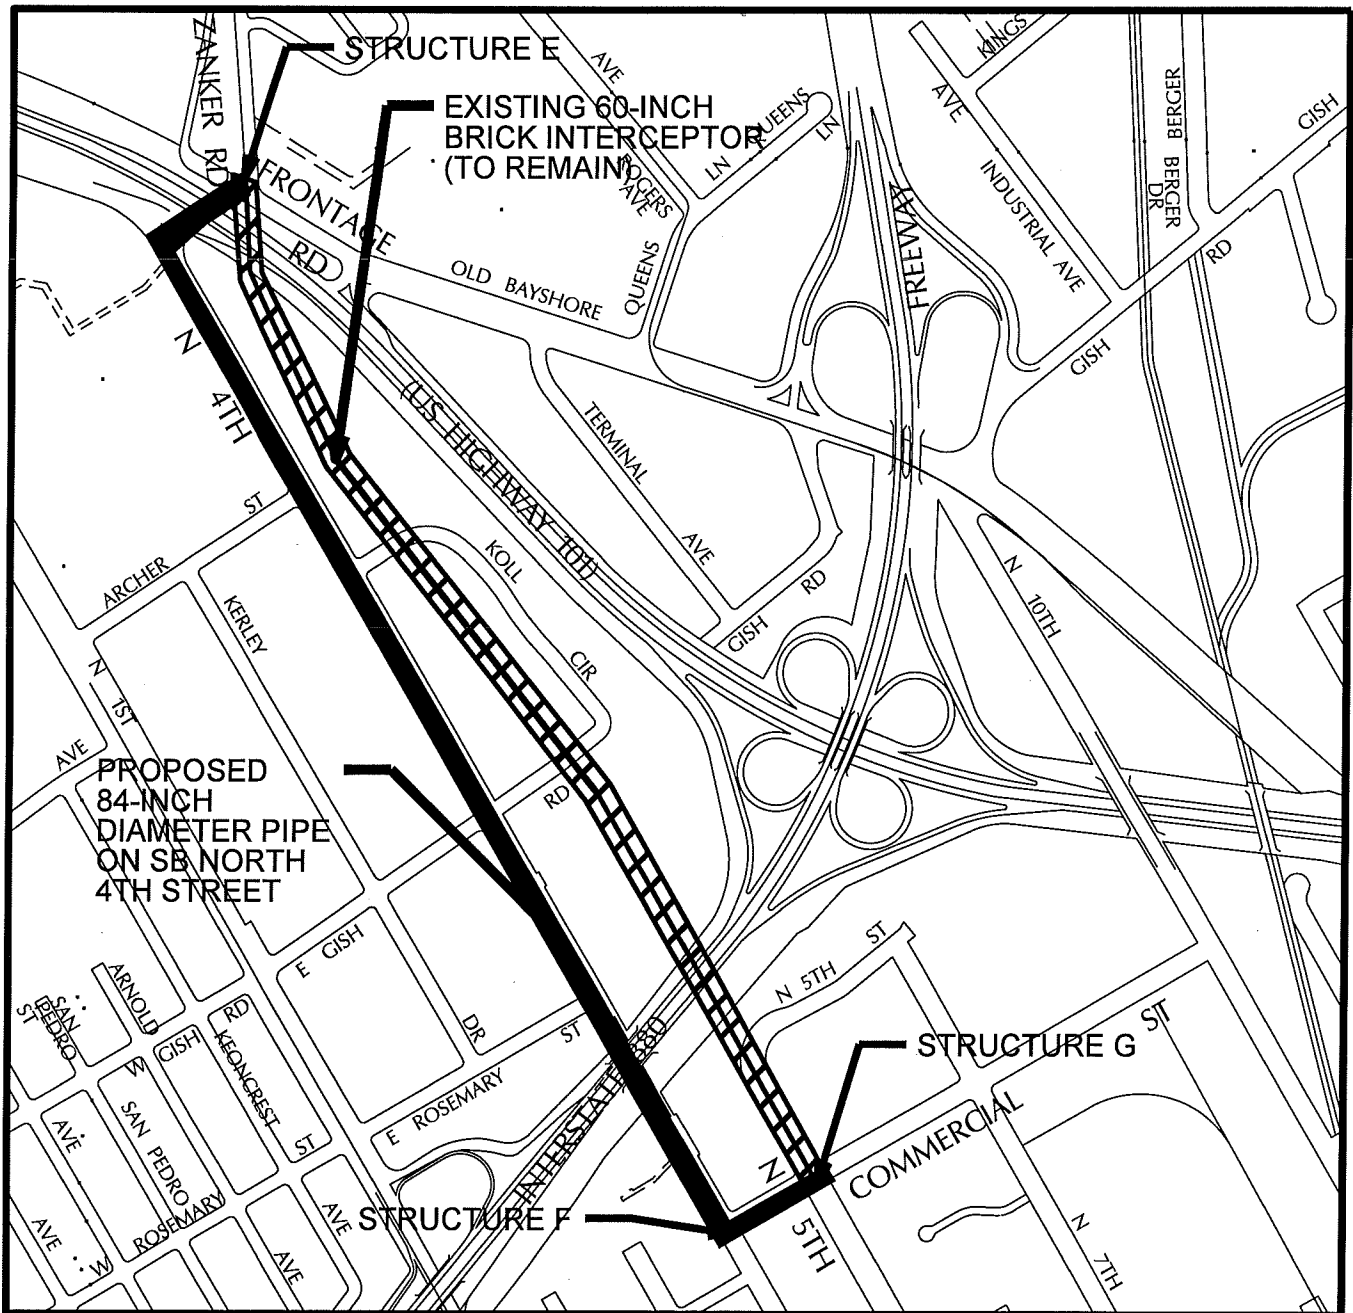 ZANKER RD
STRUCTURE E
EXISTING 60-INCH
BRICK INTERCEPTOR
(TO REMAIN)
AVE
ROGERS
AVE
LN QUEENS
QUEENS
LN
KINGS
AVE
INDUSTRIAL AVE
BERGER
BERGER
BERGER
DR
GISH
RD
GISH
FREEWAY
FRONTAGE
RD
OLD BAYSHORE
QUEENS
N 4TH
(US HIGHWAY 101)
TERMINAL
AVE
GISH RD
N 10TH
ARCHER ST
KERLEY
KOLL
CIR
N 1ST
AVE
PROPOSED
84-INCH
DIAMETER PIPE
ON SB NORTH
4TH STREET
RD
E GISH
ARNOLD
SAN
PEDRO
ST
W GISH RD
KEONCREST
ST
DR
E ROSEMARY ST
INTERSTATE 880
N 5TH ST
STRUCTURE G
COMMERCIAL ST
SAN PEDRO
AVE
AVE
W ROSEMARY
AVE
AVE
STRUCTURE F
N 5TH
N 7TH